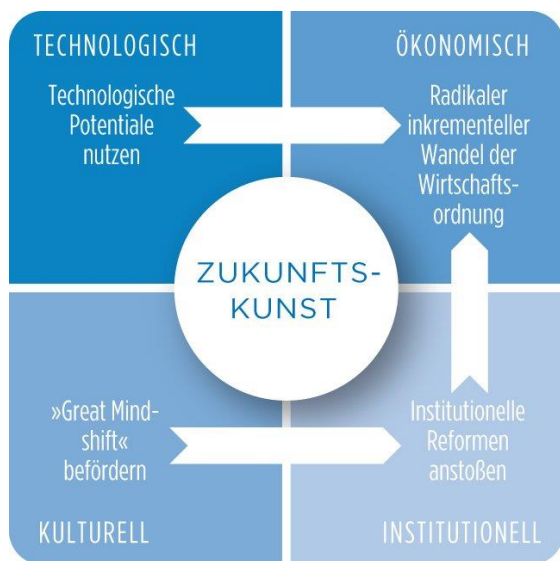 TECHNOLOGISCH
Technologische
Potentiale
nutzen
ÖKONOMISCH
Radikaler
inkrementeller
Wandel der
Wirtschafts-
ordnung
ZUKUNFTS-
KUNST
»Great Mind-
shift«
befördern
KULTURELL
Institutionelle
Reformen
anstoßen
INSTITUTIONELL